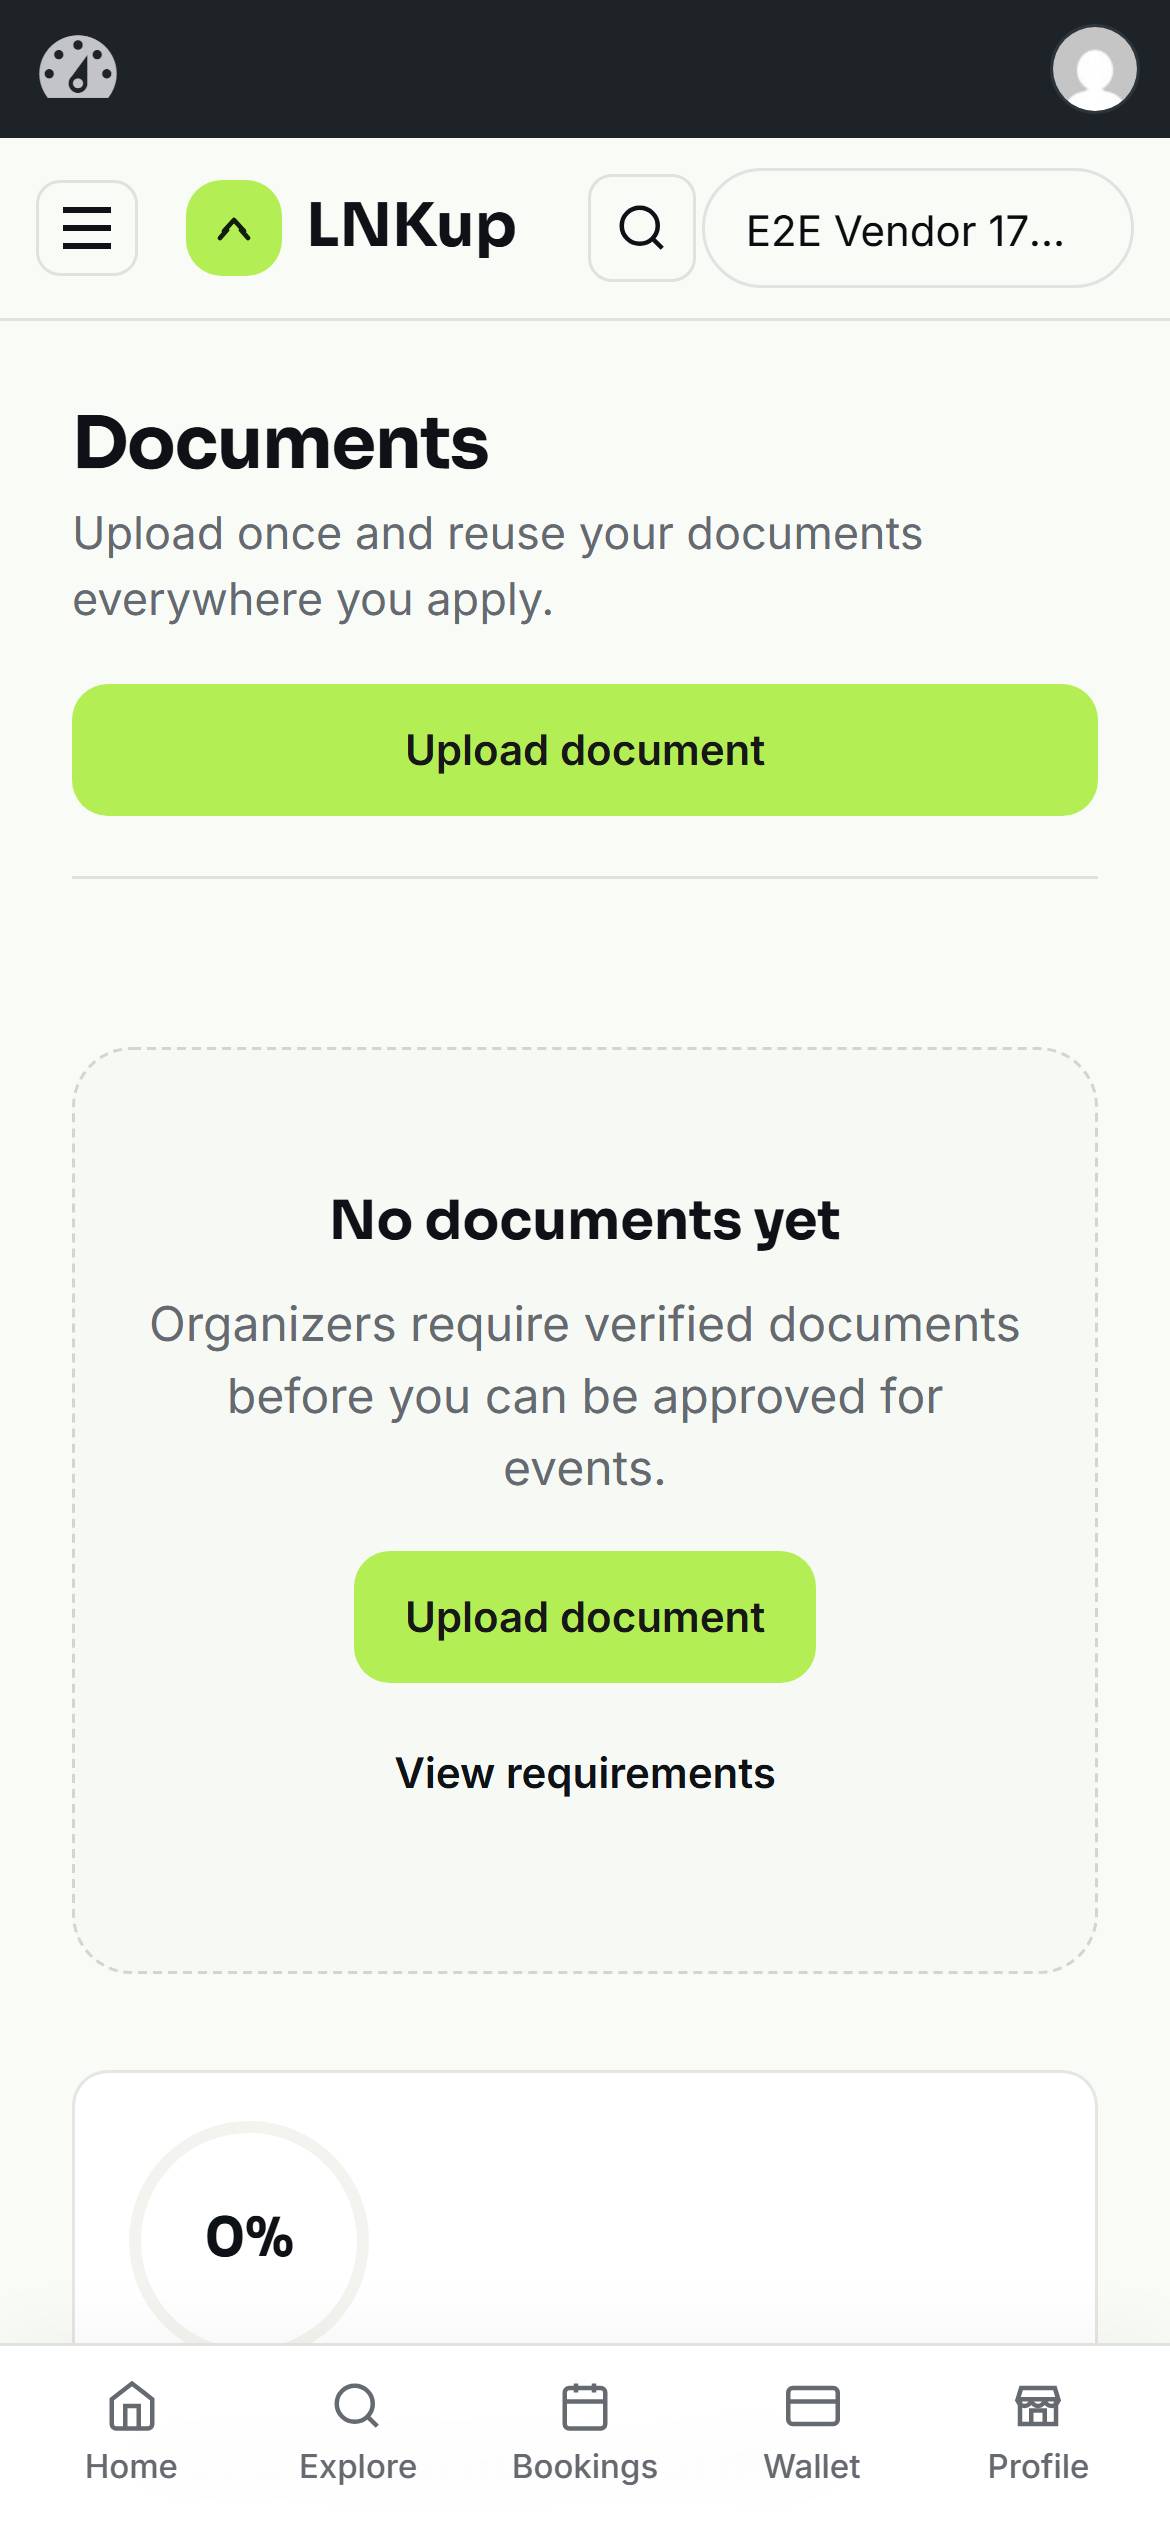 LNKup
E2E Vendor 17...
Documents
Upload once and reuse your documents
everywhere you apply.
Upload document
No documents yet
Organizers require verified documents
before you can be approved for
events.
Upload document
View requirements
0%
Home
Explore
Bookings
Wallet
Profile